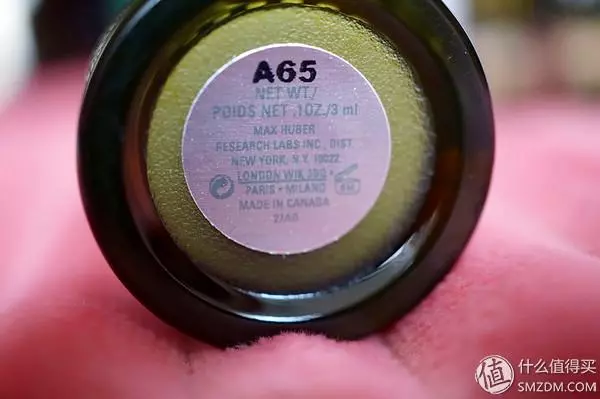 A65
NET WT./
POIDS NET .1OZ./3 ml
MAX HUBER
RESEARCH LABS INC., DIST.
NEW YORK, N.Y. 10022
LONDON W1K 3BQ
PARIS • MILANO
6M
MADE IN CANADA
值 什么值得买
SMZDM.COM